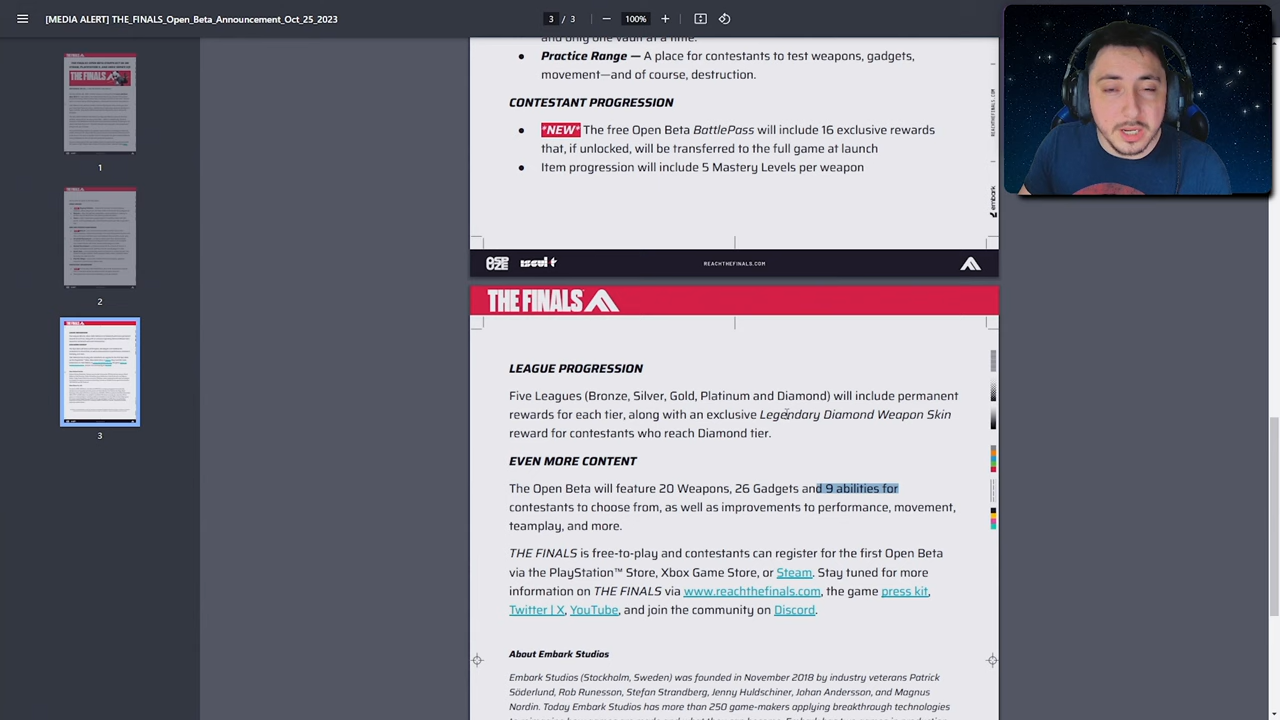 [MEDIA ALERT] THE_FINALS_Open_Beta_Announcement_Oct_25_2023
3 / 3
100%
and only one vault at a time.
● Practice Range — A place for contestants to test weapons, gadgets,
movement—and of course, destruction.
CONTESTANT PROGRESSION
● *NEW* The free Open Beta BattlePass will include 16 exclusive rewards
that, if unlocked, will be transferred to the full game at launch
● Item progression will include 5 Mastery Levels per weapon
REACHTHEFINALS.COM
embark
REACHTHEFINALS.COM
THE FINALS
LEAGUE PROGRESSION
Five Leagues (Bronze, Silver, Gold, Platinum and Diamond) will include permanent
rewards for each tier, along with an exclusive Legendary Diamond Weapon Skin
reward for contestants who reach Diamond tier.
EVEN MORE CONTENT
The Open Beta will feature 20 Weapons, 26 Gadgets and 9 abilities for
contestants to choose from, as well as improvements to performance, movement,
teamplay, and more.
THE FINALS is free-to-play and contestants can register for the first Open Beta
via the PlayStation™ Store, Xbox Game Store, or Steam. Stay tuned for more
information on THE FINALS via www.reachthefinals.com, the game press kit,
Twitter | X, YouTube, and join the community on Discord.
About Embark Studios
Embark Studios (Stockholm, Sweden) was founded in November 2018 by industry veterans Patrick
Söderlund, Rob Runesson, Stefan Strandberg, Jenny Huldschiner, Johan Andersson, and Magnus
Nordin. Today Embark Studios has more than 250 game-makers applying breakthrough technologies
1
2
3